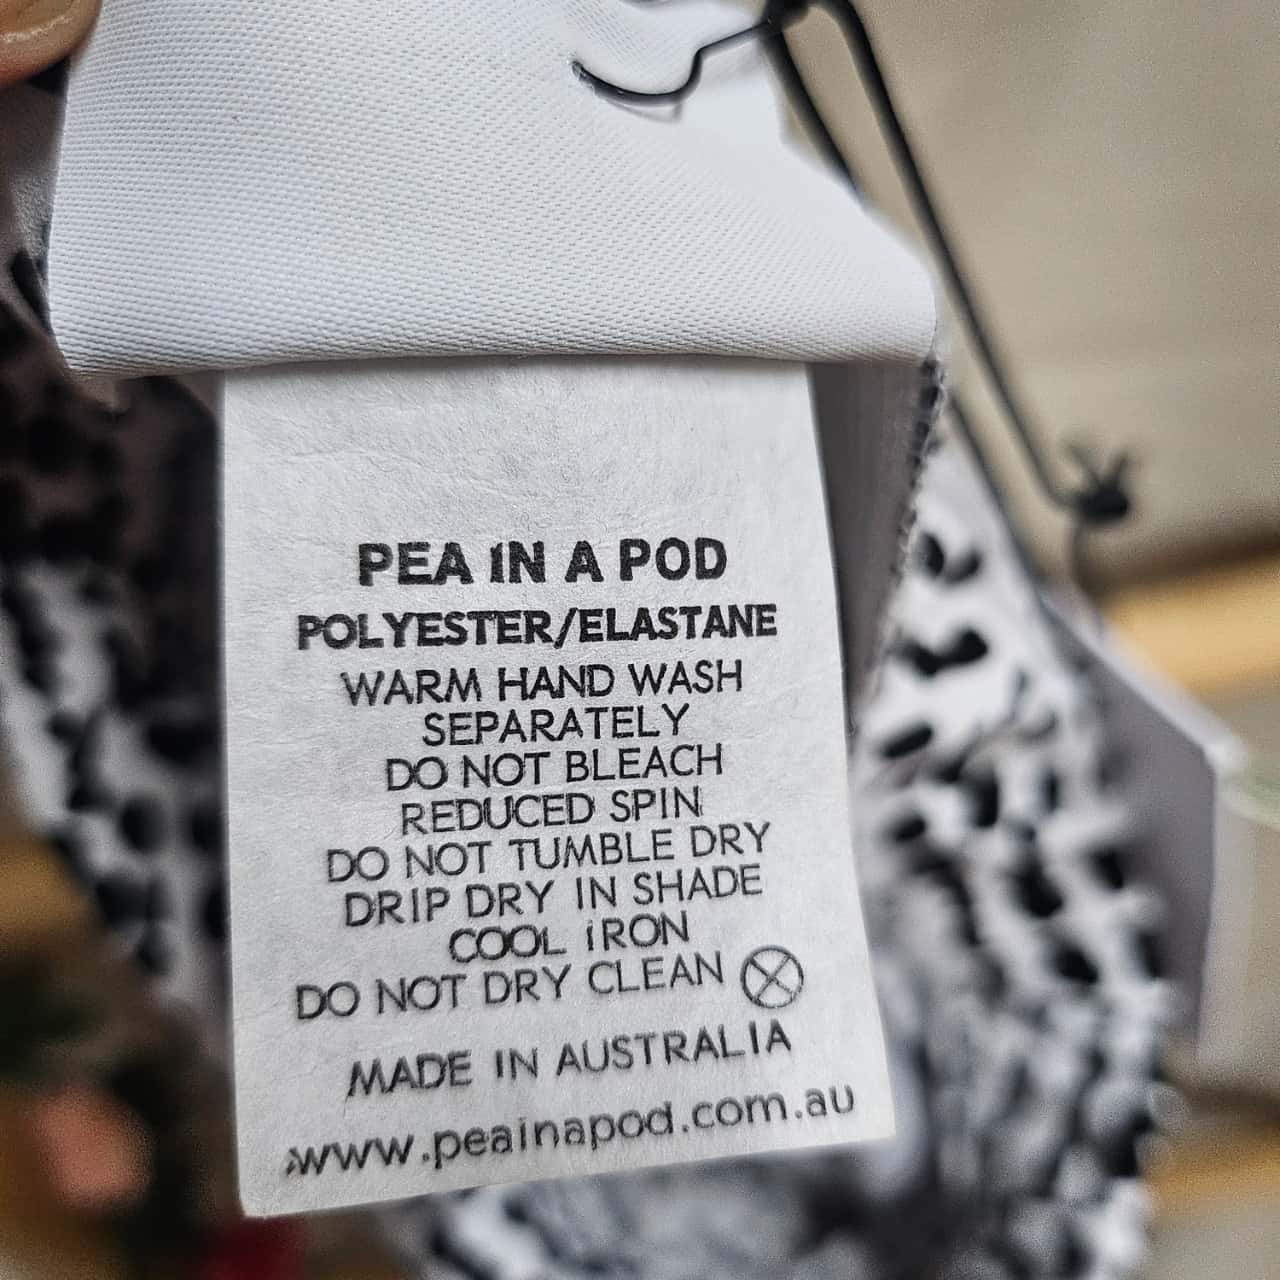 PEA IN A POD
POLYESTER/ELASTANE
WARM HAND WASH
SEPARATELY
DO NOT BLEACH
REDUCED SPIN
DO NOT TUMBLE DRY
DRIP DRY IN SHADE
COOL IRON
DO NOT DRY CLEAN
MADE IN AUSTRALIA
www.peainapod.com.au